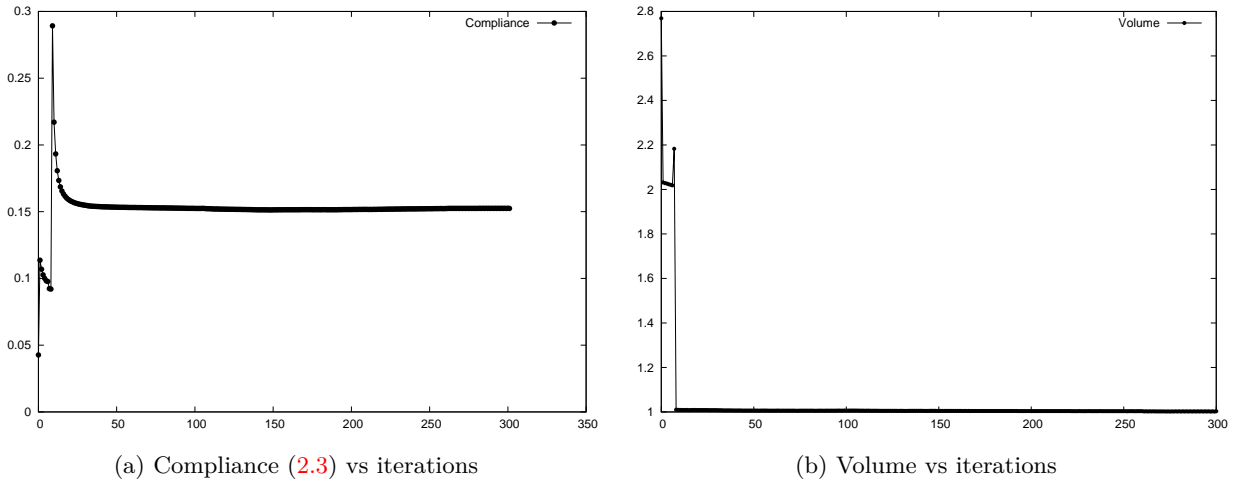 0.3
0.25
0.2
0.15
0.1
0.05
0
0 50 100 150 200 250 300 350
Compliance
(a) Compliance (2.3) vs iterations
2.8
2.6
2.4
2.2
2
1.8
1.6
1.4
1.2
1
0 50 100 150 200 250 300
Volume
(b) Volume vs iterations